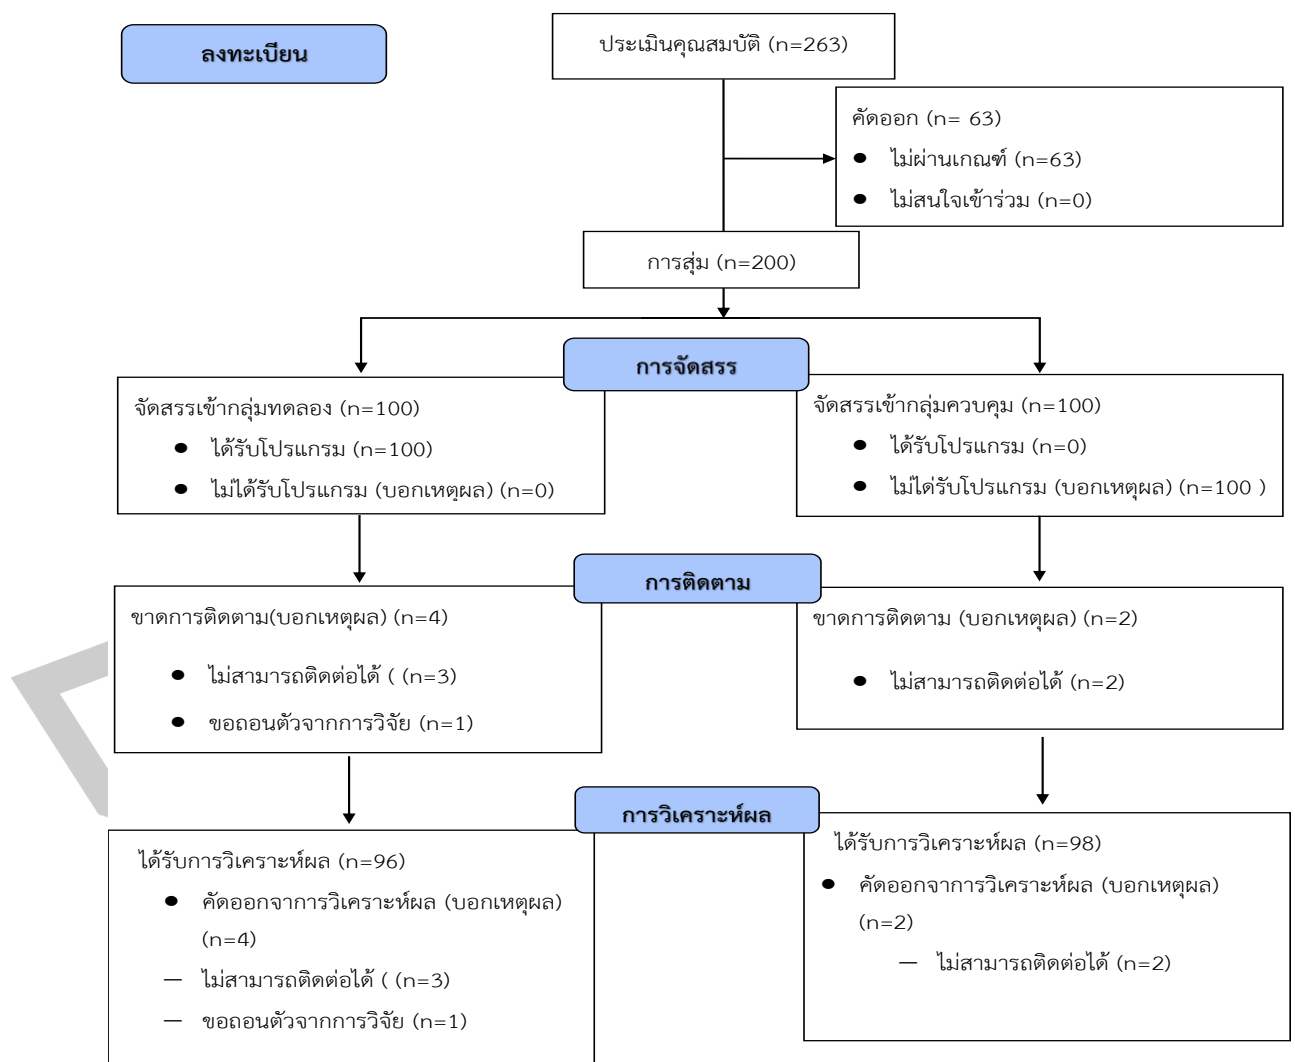 ลงทะเบียน
ประเมินคุณสมบัติ (n=263)
คัดออก (n= 63)
● ไม่ผ่านเกณฑ์ (n=63)
● ไม่สนใจเข้าร่วม (n=0)
การสุ่ม (n=200)
การจัดสรร
จัดสรรเข้ากลุ่มทดลอง (n=100)
● ได้รับโปรแกรม (n=100)
● ไม่ได้รับโปรแกรม (บอกเหตุผล) (n=0)
จัดสรรเข้ากลุ่มควบคุม (n=100)
● ได้รับโปรแกรม (n=0)
● ไม่ได่รับโปรแกรม (บอกเหตุผล) (n=100 )
การติดตาม
ขาดการติดตาม(บอกเหตุผล) (n=4)
● ไม่สามารถติดต่อได้ ( (n=3)
● ขอถอนตัวจากการวิจัย (n=1)
ขาดการติดตาม (บอกเหตุผล) (n=2)
● ไม่สามารถติดต่อได้ (n=2)
การวิเคราะห์ผล
ได้รับการวิเคราะห์ผล (n=96)
● คัดออกจาการวิเคราะห์ผล (บอกเหตุผล)
(n=4)
— ไม่สามารถติดต่อได้ ( (n=3)
— ขอถอนตัวจากการวิจัย (n=1)
ได้รับการวิเคราะห์ผล (n=98)
● คัดออกจาการวิเคราะห์ผล (บอกเหตุผล)
(n=2)
— ไม่สามารถติดต่อได้ (n=2)